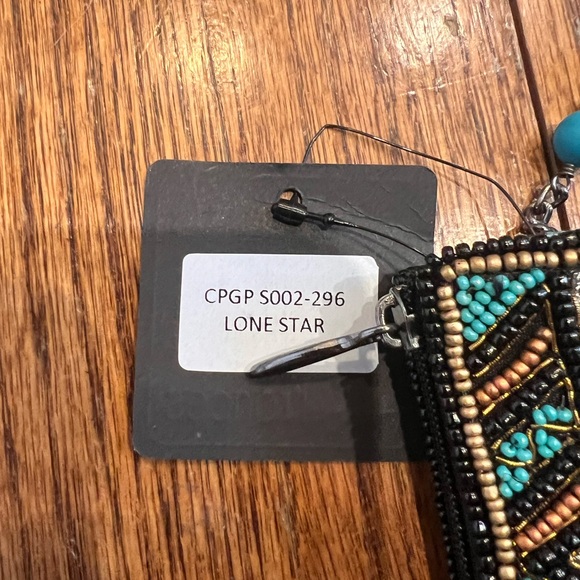 CPGP S002-296
LONE STAR